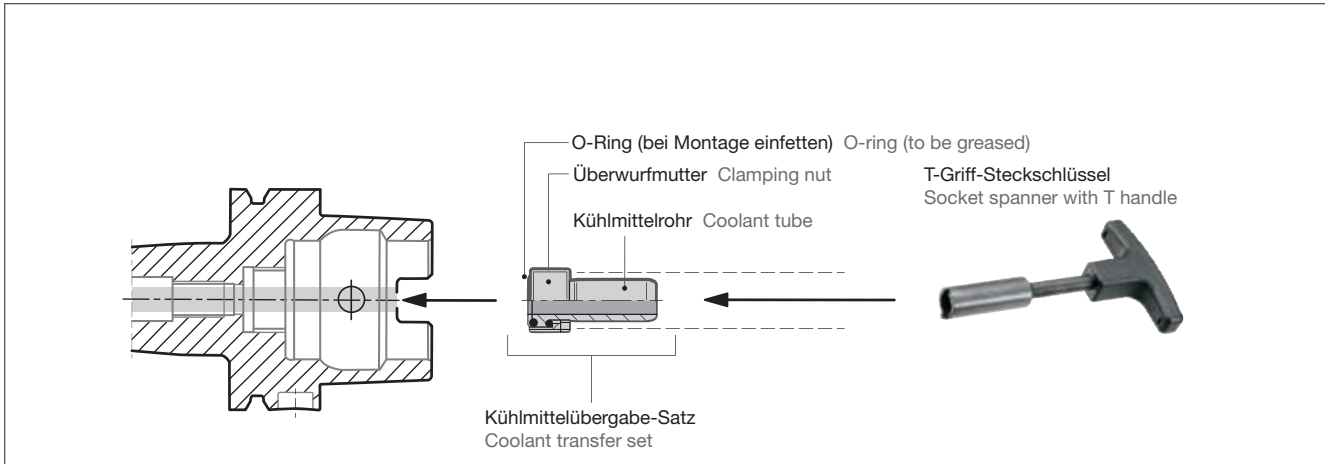 O-Ring (bei Montage einfetten) O-ring (to be greased)
Überwurfmutter Clamping nut
Kühlmittelrohr Coolant tube
T-Griff-Steckschlüssel
Socket spanner with T handle
Kühlmittelübergabe-Satz
Coolant transfer set